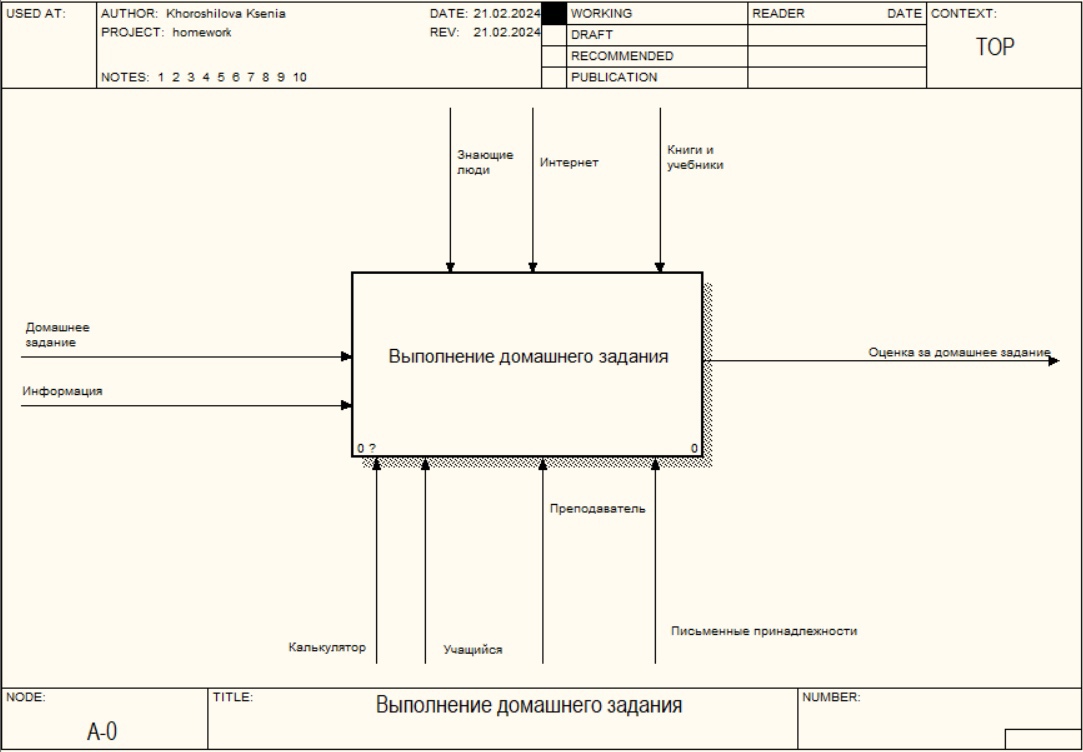 USED AT:
AUTHOR: Khoroshilova Ksenia
DATE: 21.02.2024
PROJECT: homework
REV: 21.02.2024
NOTES: 1 2 3 4 5 6 7 8 9 10
WORKING
DRAFT
RECOMMENDED
PUBLICATION
READER
DATE
CONTEXT:
TOP
Знающие
люди
Интернет
Книги и
учебники
Домашнее
задание
Информация
Выполнение домашнего задания
0 ?
0
Оценка за домашнее задание
Преподаватель
Калькулятор
Учащийся
Письменные принадлежности
NODE:
A-0
TITLE:
Выполнение домашнего задания
NUMBER: